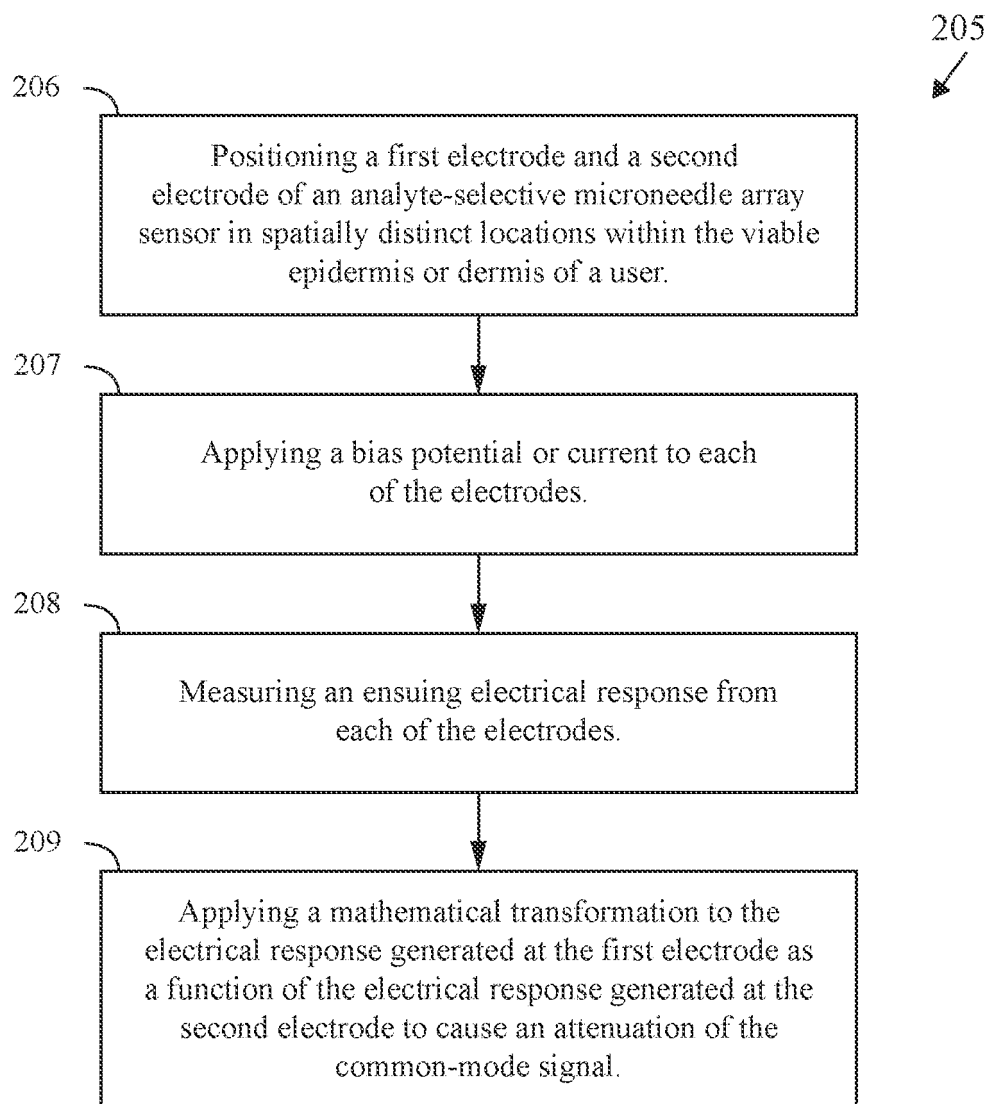 205
206
Positioning a first electrode and a second
electrode of an analyte-selective microneedle array
sensor in spatially distinct locations within the viable
epidermis or dermis of a user.
207
Applying a bias potential or current to each
of the electrodes.
208
Measuring an ensuing electrical response from
each of the electrodes.
209
Applying a mathematical transformation to the
electrical response generated at the first electrode as
a function of the electrical response generated at the
second electrode to cause an attenuation of the
common-mode signal.